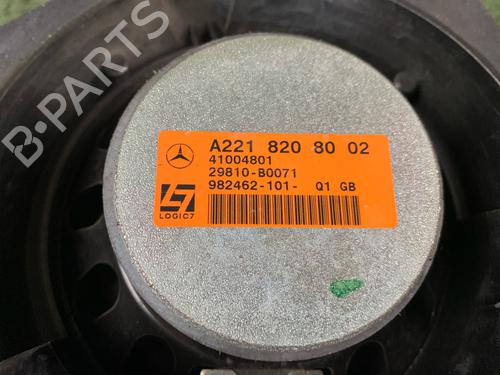 A221 820 80 02
41004801
29810-B0071
982462-101- Q1 GB
LOGIC7
B-PARTS